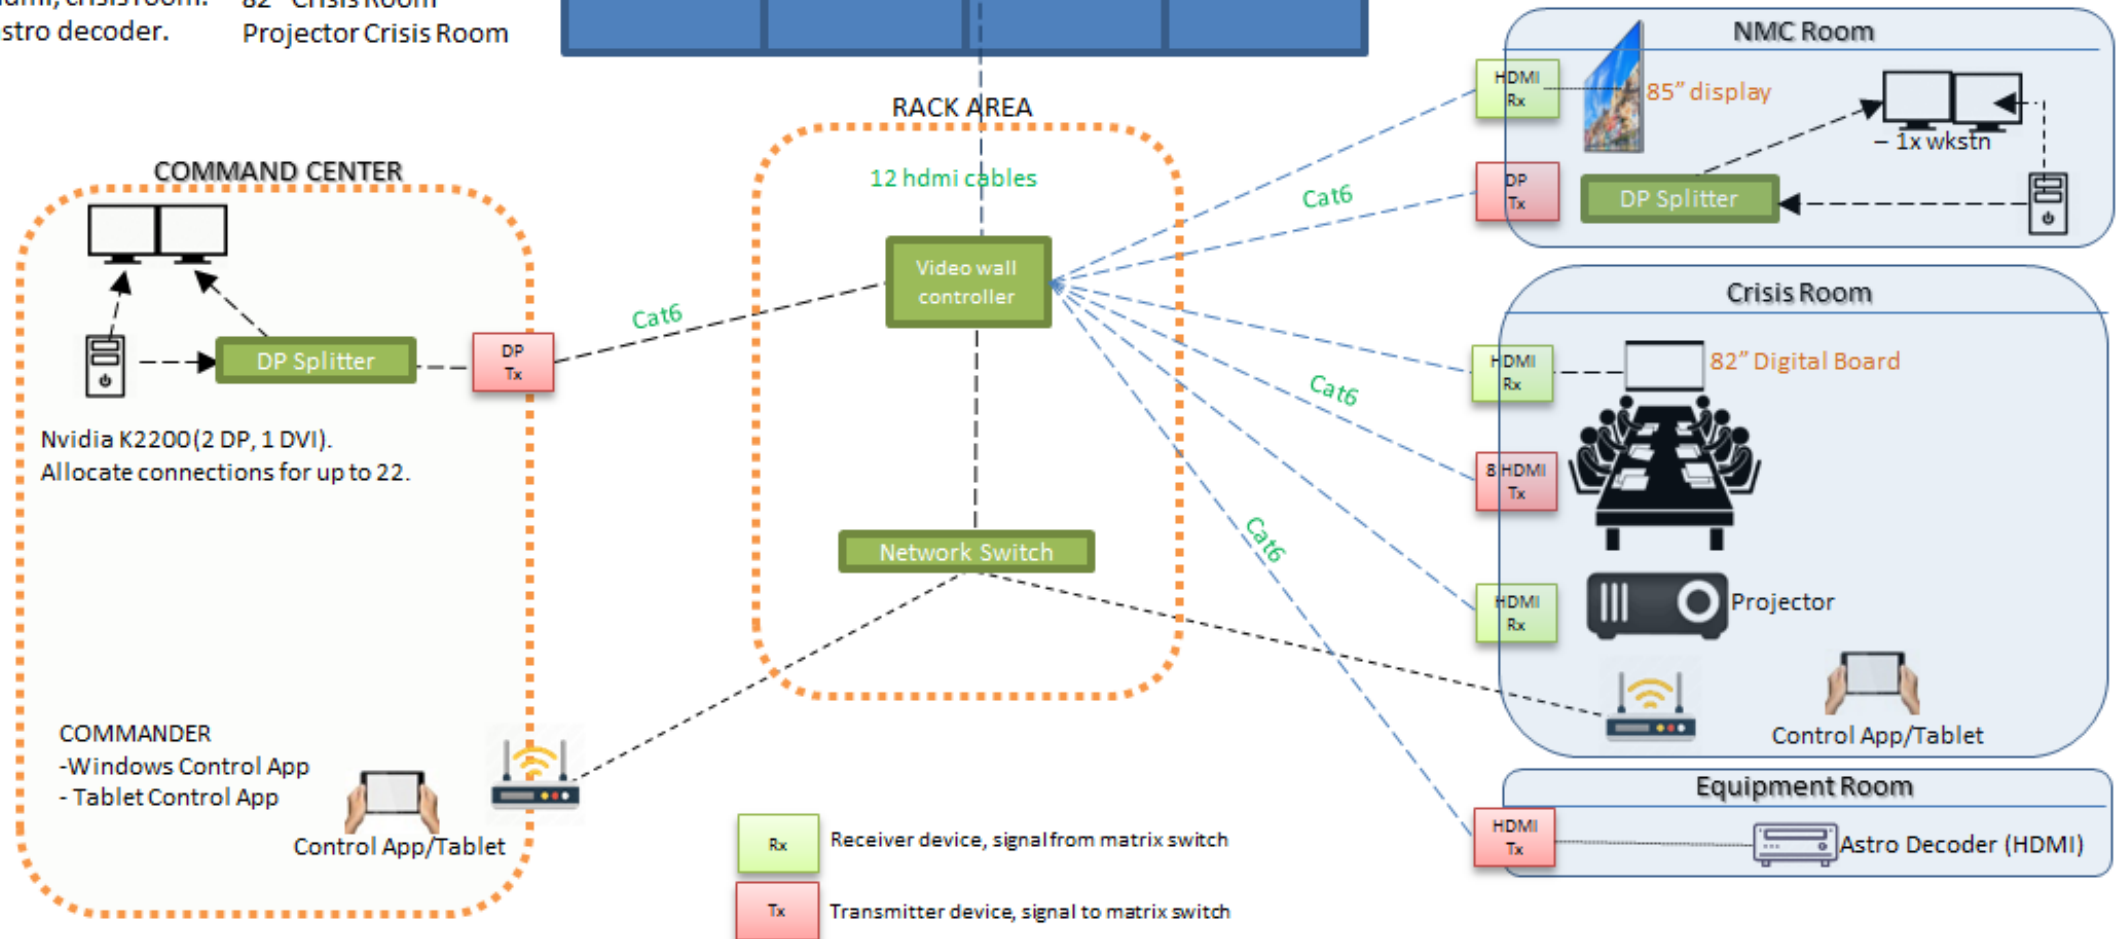 82" Crisis Room
stro decoder.
Projector Crisis Room
NMC Room
HDMI
Rx
85" display
– 1x wkstn
DP
Tx
DP Splitter
Cat6
RACK AREA
12 hdmi cables
Video wall
controller
Network Switch
COMMAND CENTER
DP Splitter
DP
Tx
Cat6
Nvidia K2200(2 DP, 1 DVI).
Allocate connections for up to 22.
COMMANDER
-Windows Control App
- Tablet Control App
Control App/Tablet
Crisis Room
HDMI
Rx
82" Digital Board
Cat6
8 HDMI
Tx
HDMI
Rx
Projector
Control App/Tablet
Cat6
Equipment Room
HDMI
Tx
Astro Decoder (HDMI)
Rx
Receiver device, signal from matrix switch
Tx
Transmitter device, signal to matrix switch